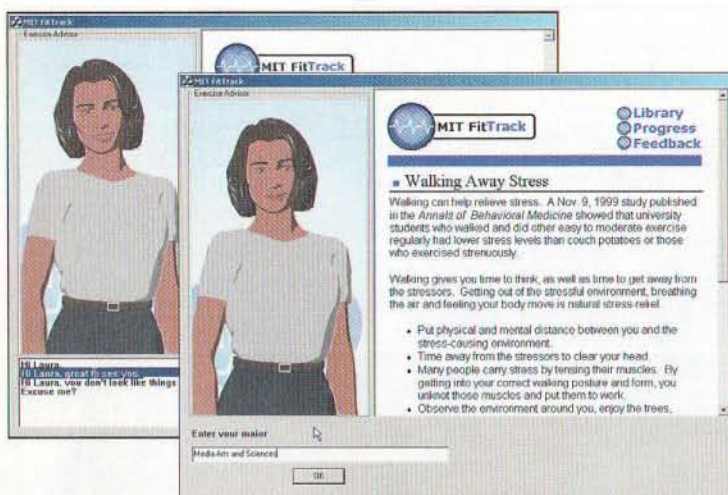 MIT FitTrack
Exercise Advisor
MIT FitTrack
Hi Laura.
Hi Laura, great to see you.
Hi Laura, you don't look like things
Excuse me?
MIT FitTrack
Exercise Advisor
MIT FitTrack
Library
Progress
Feedback
Walking Away Stress
Walking can help relieve stress. A Nov. 9, 1999 study published
in the Annals of Behavioral Medicine showed that university
students who walked and did other easy to moderate exercise
regularly had lower stress levels than couch potatoes or those
who exercised strenuously.
Walking gives you time to think, as well as time to get away from
the stressors. Getting out of the stressful environment, breathing
the air and feeling your body move is natural stress-relief.
• Put physical and mental distance between you and the
stress-causing environment.
• Time away from the stressors to clear your head.
• Many people carry stress by tensing their muscles. By
getting into your correct walking posture and form, you
unknot those muscles and put them to work.
• Observe the environment around you, enjoy the trees,
Enter your major
Media Arts and Sciences
OK